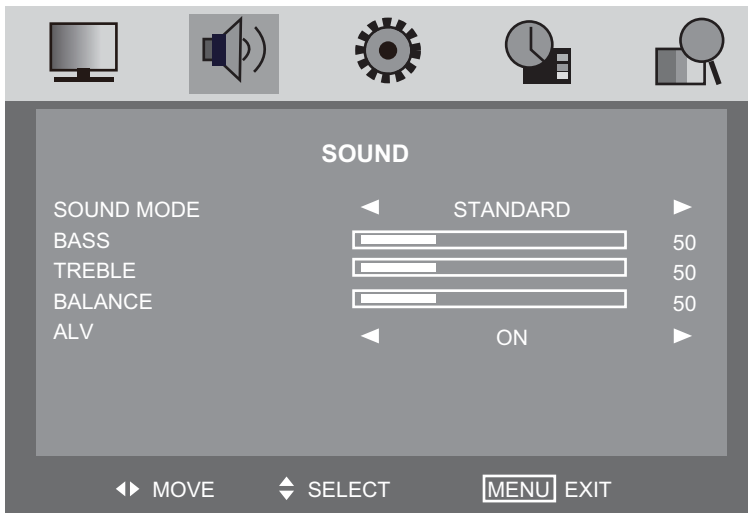 SOUND
SOUND MODE STANDARD
BASS 50
TREBLE 50
BALANCE 50
ALV ON
MOVE SELECT MENU EXIT